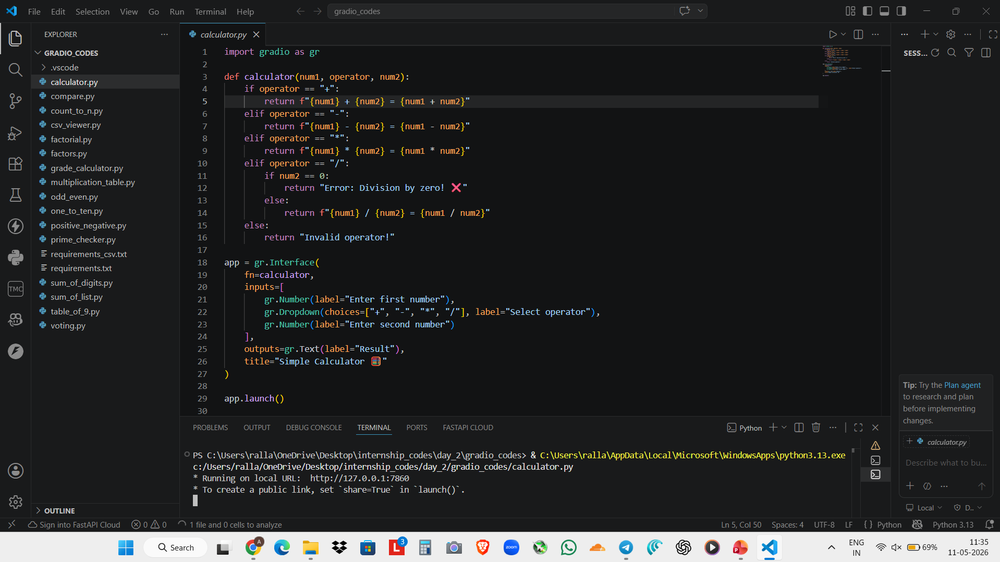 File Edit Selection View Go Run Terminal Help
gradio_codes
EXPLORER
GRADIO_CODES
.vscode
calculator.py
compare.py
count_to_n.py
csv_viewer.py
factorial.py
factors.py
grade_calculator.py
multiplication_table.py
odd_even.py
one_to_ten.py
positive_negative.py
prime_checker.py
requirements_csv.txt
requirements.txt
sum_of_digits.py
sum_of_list.py
table_of_9.py
voting.py
OUTLINE
TMC
calculator.py
1 import gradio as gr
2
3 def calculator(num1, operator, num2):
4     if operator == "+":
5         return f"{num1} + {num2} = {num1 + num2}"
6     elif operator == "-":
7         return f"{num1} - {num2} = {num1 - num2}"
8     elif operator == "*":
9         return f"{num1} * {num2} = {num1 * num2}"
10     elif operator == "/":
11         if num2 == 0:
12             return "Error: Division by zero! ❌"
13         else:
14             return f"{num1} / {num2} = {num1 / num2}"
15     else:
16         return "Invalid operator!"
17
18 app = gr.Interface(
19     fn=calculator,
20     inputs=[
21         gr.Number(label="Enter first number"),
22         gr.Dropdown(choices=["+", "-", "*", "/"], label="Select operator"),
23         gr.Number(label="Enter second number")
24     ],
25     outputs=gr.Text(label="Result"),
26     title="Simple Calculator 🧮"
27 )
28
29 app.launch()
30
PROBLEMS OUTPUT DEBUG CONSOLE TERMINAL PORTS FASTAPI CLOUD
Python
PS C:\Users\ralla\OneDrive\Desktop\internship_codes\day_2\gradio_codes> & C:\Users\ralla\AppData\Local\Microsoft\WindowsApps\python3.13.exe
c:/Users/ralla/OneDrive/Desktop/internship_codes/day_2/gradio_codes/calculator.py
* Running on local URL:  http://127.0.0.1:7860
* To create a public link, set `share=True` in `launch()`.
SESS...
Tip: Try the Plan agent
to research and plan
before implementing
changes.
calculator.py
Describe what to bu...
Local D..
Sign into FastAPI Cloud 0 0 1 file and 0 cells to analyze
Ln 5, Col 50 Spaces: 4 UTF-8 LF { } Python Python 3.13
Search
A
L
3
zoom
P
ENG
IN
69%
11:35
11-05-2026